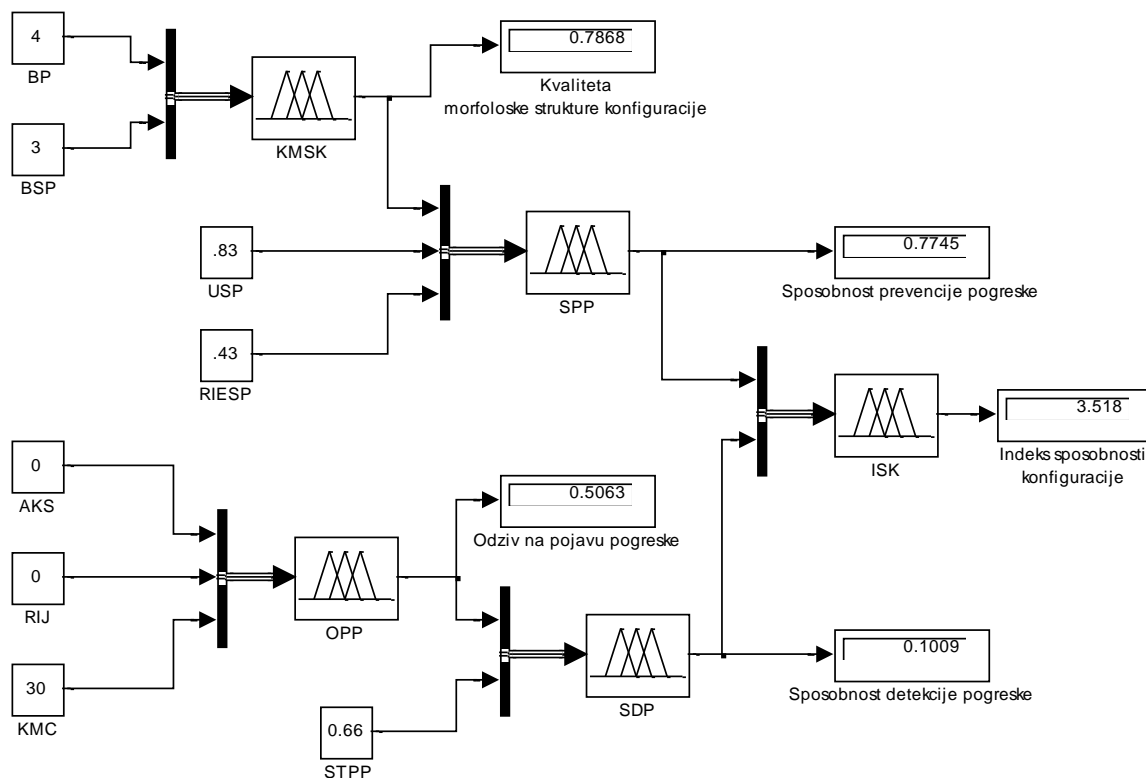 4
BP
3
BSP
KMSK
0.7868
Kvaliteta
morfoloske strukture konfiguracije
.83
USP
.43
RIESP
SPP
0.7745
Sposobnost prevencije pogreske
ISK
3.518
Indeks sposobnosti
konfiguracije
0
AKS
0
RIJ
30
KMC
OPP
0.5063
Odziv na pojavu pogreske
0.66
STPP
SDP
0.1009
Sposobnost detekcije pogreske